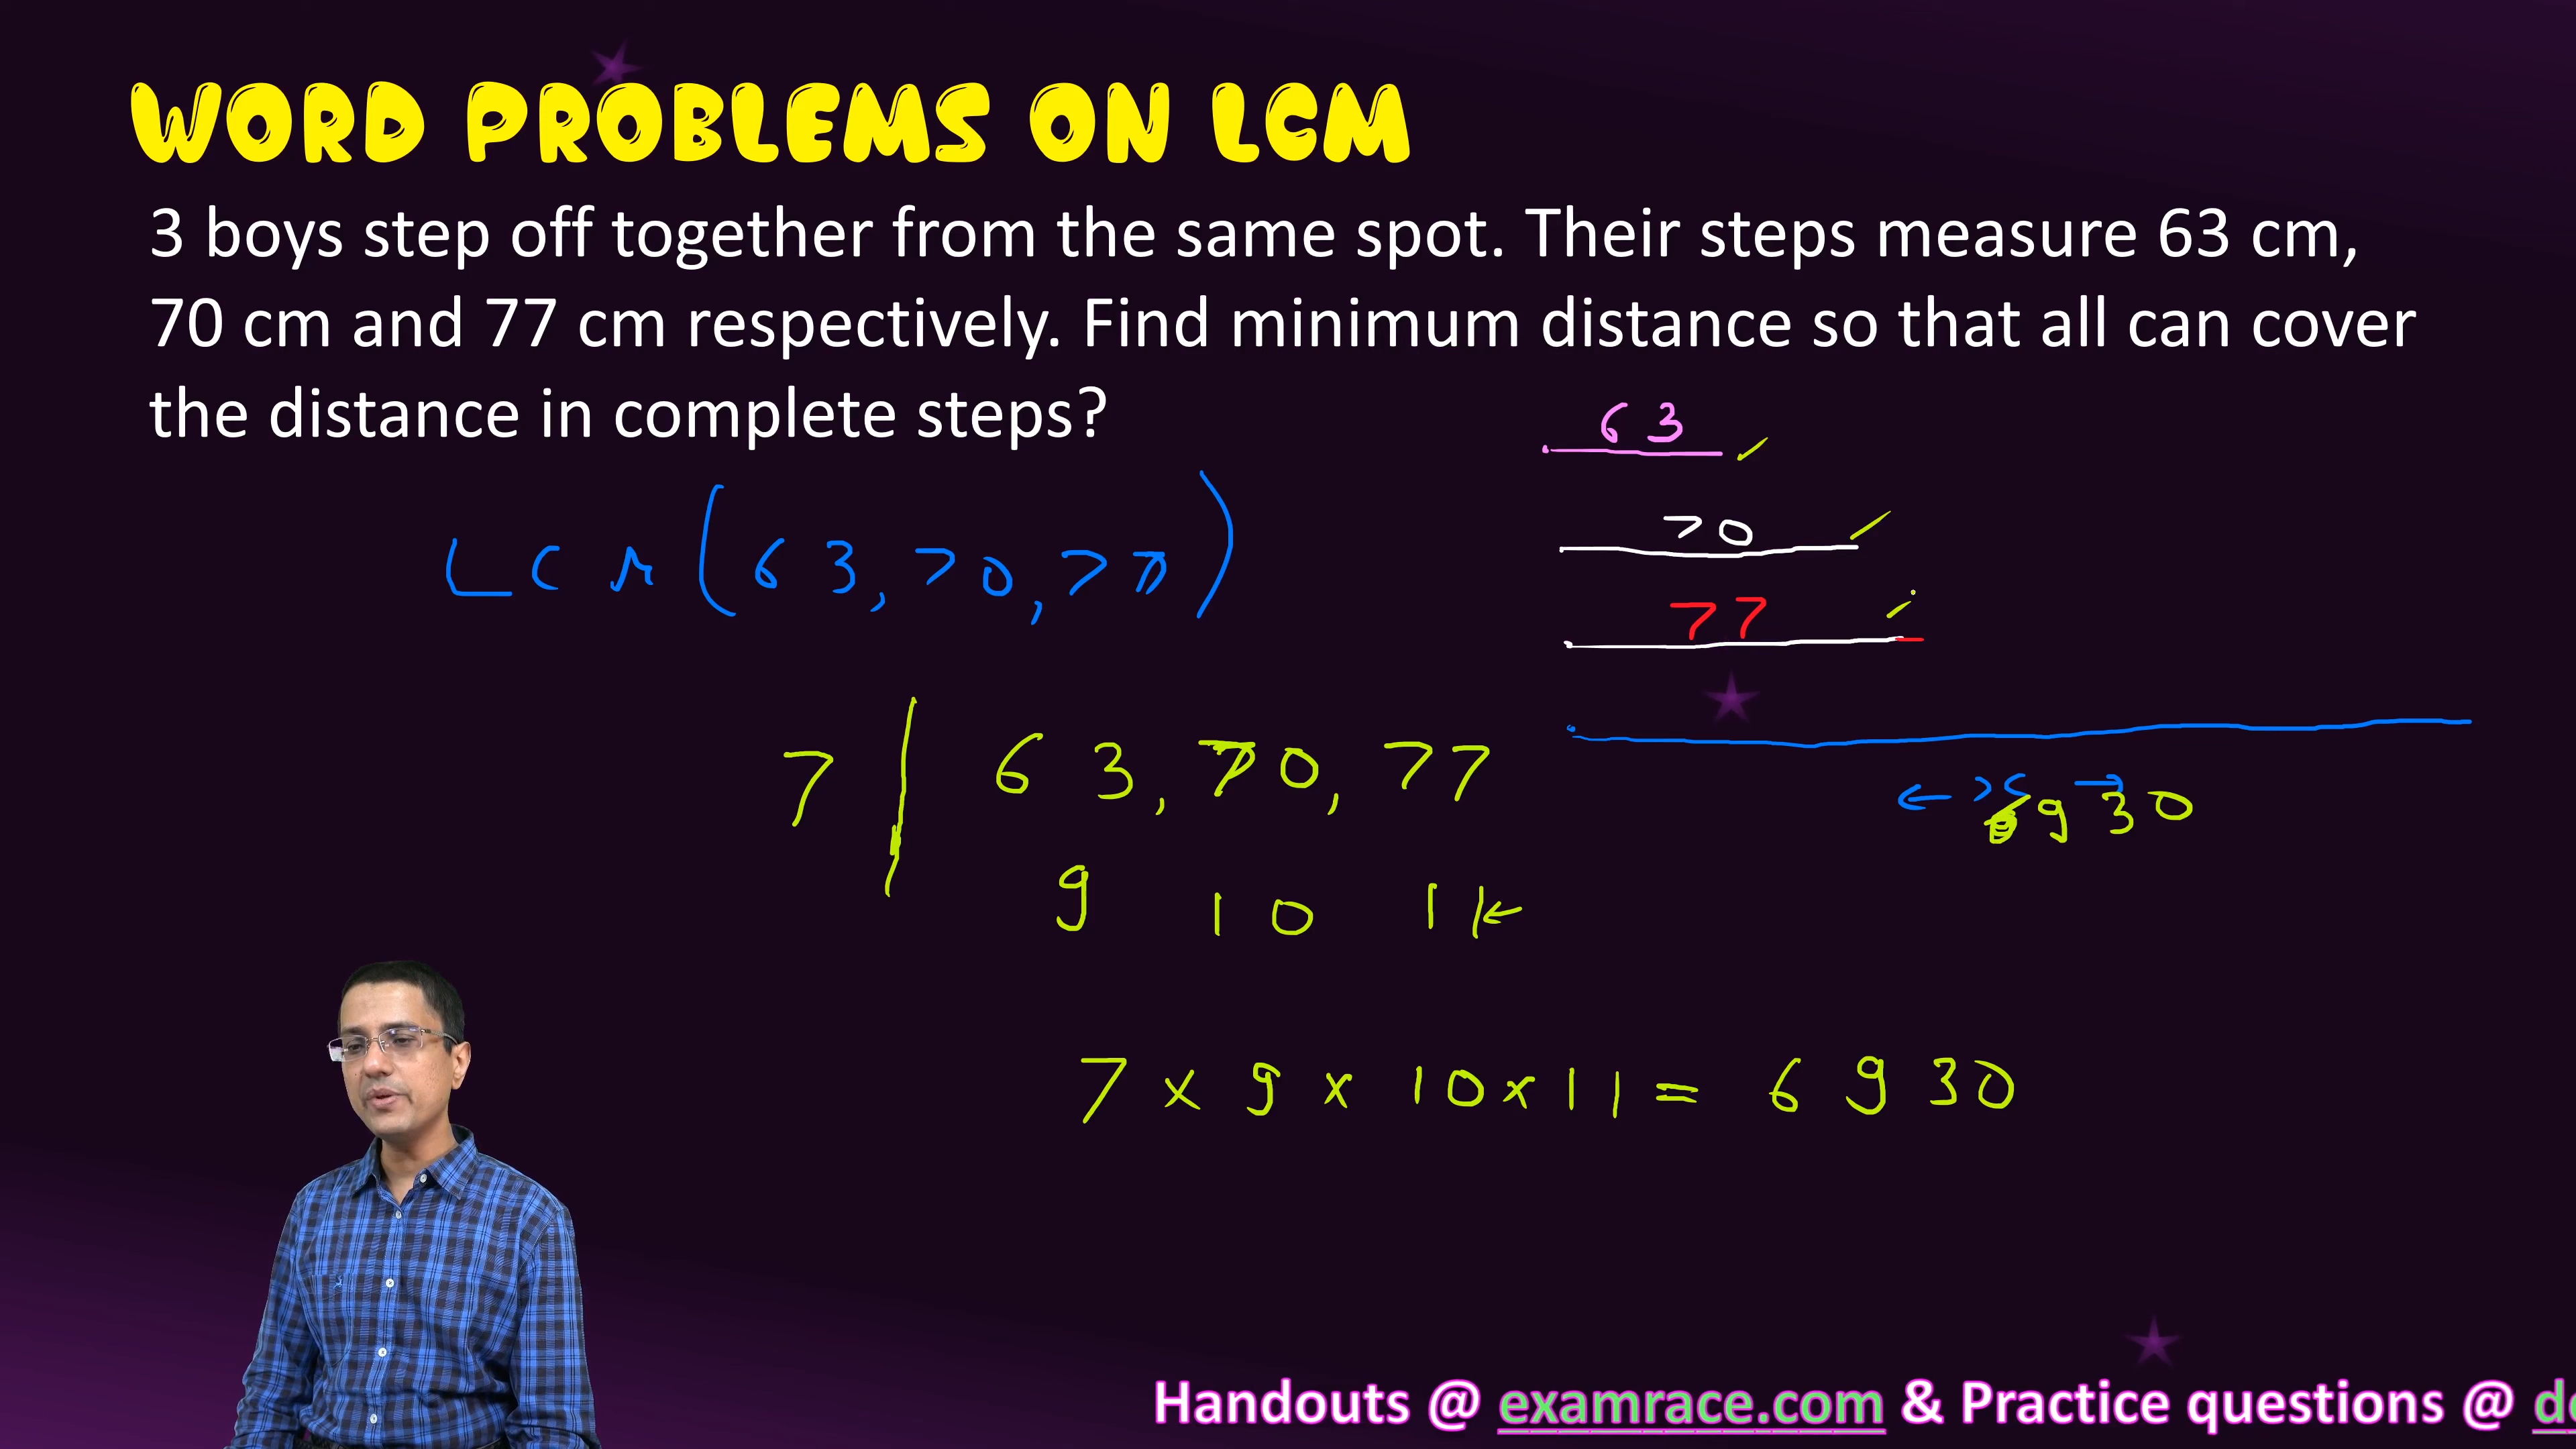 WORD PROBLEMS ON LCM
3 boys step off together from the same spot. Their steps measure 63 cm,
70 cm and 77 cm respectively. Find minimum distance so that all can cover
the distance in complete steps?
63
70
77
LCM(63,70,77)
7 | 63,70,77
9 10 11
6930
7 x 9 x 10 x 11 = 6930
Handouts @ examrace.com & Practice questions @